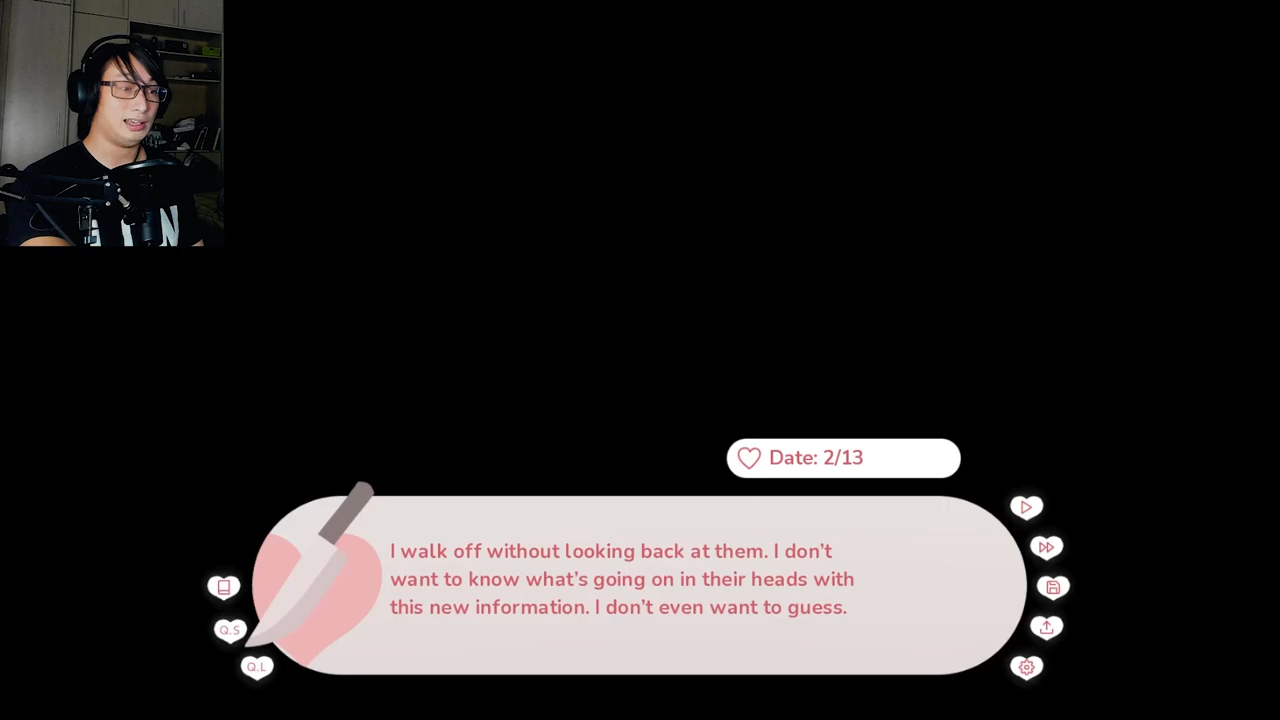 Date: 2/13
I walk off without looking back at them. I don't
want to know what's going on in their heads with
this new information. I don't even want to guess.
Q.S
Q.L